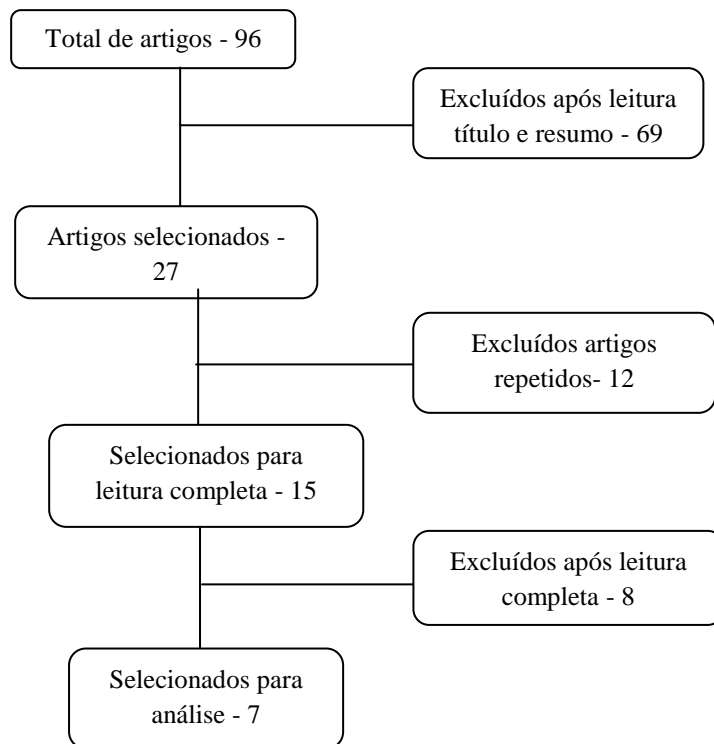 Total de artigos - 96
Excluídos após leitura
título e resumo - 69
Artigos selecionados -
27
Excluídos artigos
repetidos- 12
Selecionados para
leitura completa - 15
Excluídos após leitura
completa - 8
Selecionados para
análise - 7